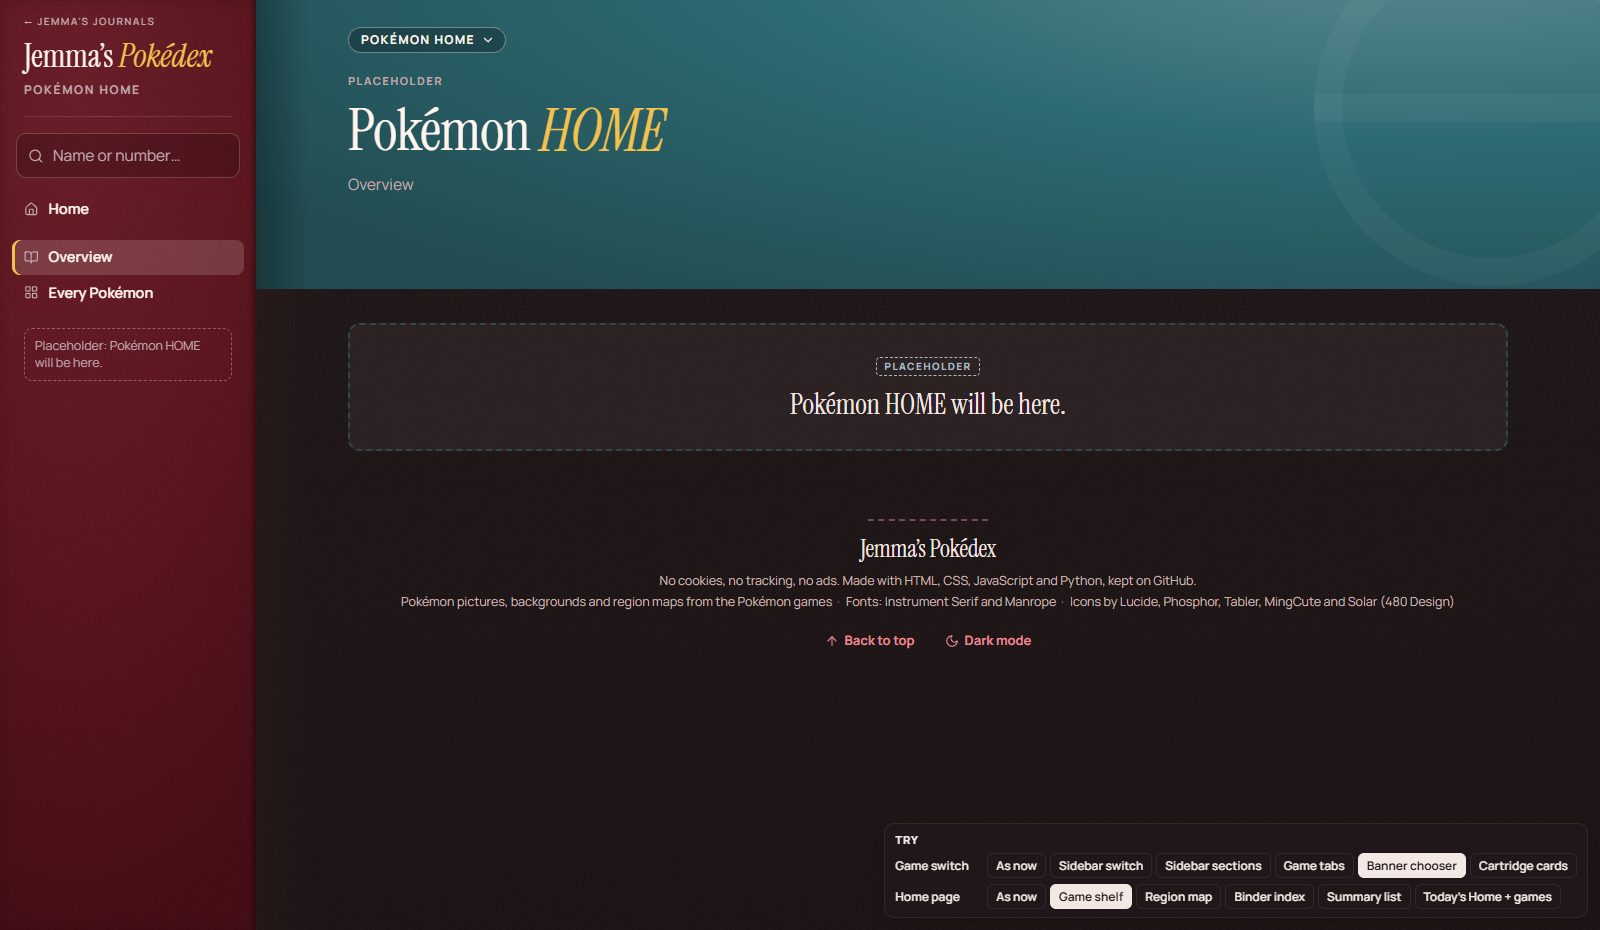 ← JEMMA'S JOURNALS
Jemma's Pokédex
POKÉMON HOME
Name or number...
Home
Overview
Every Pokémon
Placeholder: Pokémon HOME
will be here.
POKÉMON HOME
PLACEHOLDER
Pokémon HOME
Overview
PLACEHOLDER
Pokémon HOME will be here.
Jemma's Pokédex
No cookies, no tracking, no ads. Made with HTML, CSS, JavaScript and Python, kept on GitHub.
Pokémon pictures, backgrounds and region maps from the Pokémon games · Fonts: Instrument Serif and Manrope · Icons by Lucide, Phosphor, Tabler, MingCute and Solar (480 Design)
Back to top Dark mode
TRY
Game switch As now Sidebar switch Sidebar sections Game tabs Banner chooser Cartridge cards
Home page As now Game shelf Region map Binder index Summary list Today's Home + games